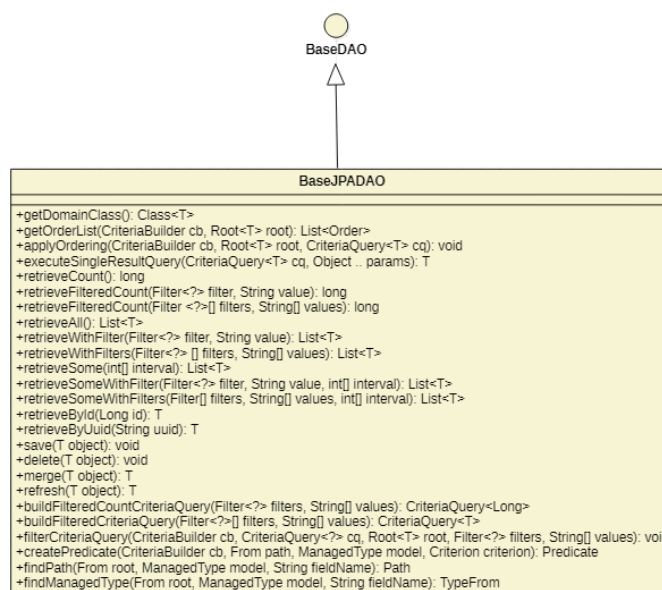 BaseDAO
BaseJPADAO
+getDomainClass(): Class<T>
+getOrderList(CriteriaBuilder cb, Root<T> root): List<Order>
+applyOrdering(CriteriaBuilder cb, Root<T> root, CriteriaQuery<T> cq): void
+executeSingleResultQuery(CriteriaQuery<T> cq, Object .. params): T
+retrieveCount(): long
+retrieveFilteredCount(Filter<?> filter, String value): long
+retrieveFilteredCount(Filter <?>[] filters, String[] values): long
+retrieveAll(): List<T>
+retrieveWithFilter(Filter<?> filter, String value): List<T>
+retrieveWithFilters(Filter<?> [] filters, String[] values): List<T>
+retrieveSome(int[] interval): List<T>
+retrieveSomeWithFilter(Filter<?> filter, String value, int[] interval): List<T>
+retrieveSomeWithFilters(Filter[] filters, String[] values, int[] interval): List<T>
+retrieveById(Long id): T
+retrieveByUuid(String uuid): T
+save(T object): void
+delete(T object): void
+merge(T object): T
+refresh(T object): T
+buildFilteredCountCriteriaQuery(Filter<?> filters, String[] values): CriteriaQuery<Long>
+buildFilteredCriteriaQuery(Filter<?>[] filters, String[] values): CriteriaQuery<T>
+filterCriteriaQuery(CriteriaBuilder cb, CriteriaQuery<?> cq, Root<T> root, Filter<?> filters, String[] values): voi
+createPredicate(CriteriaBuilder cb, From path, ManagedType model, Criterion criterion): Predicate
+findPath(From root, ManagedType model, String fieldName): Path
+findManagedType(From root, ManagedType model, String fieldName): TypeFrom